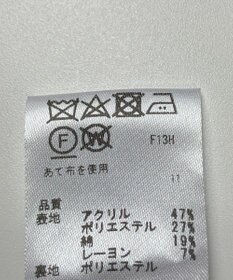 F W F13H
あて布を使用
11
品質
表地 アクリル 47%
ポリエステル 27%
綿 19%
レーヨン 7%
裏地 ポリエステル
品質